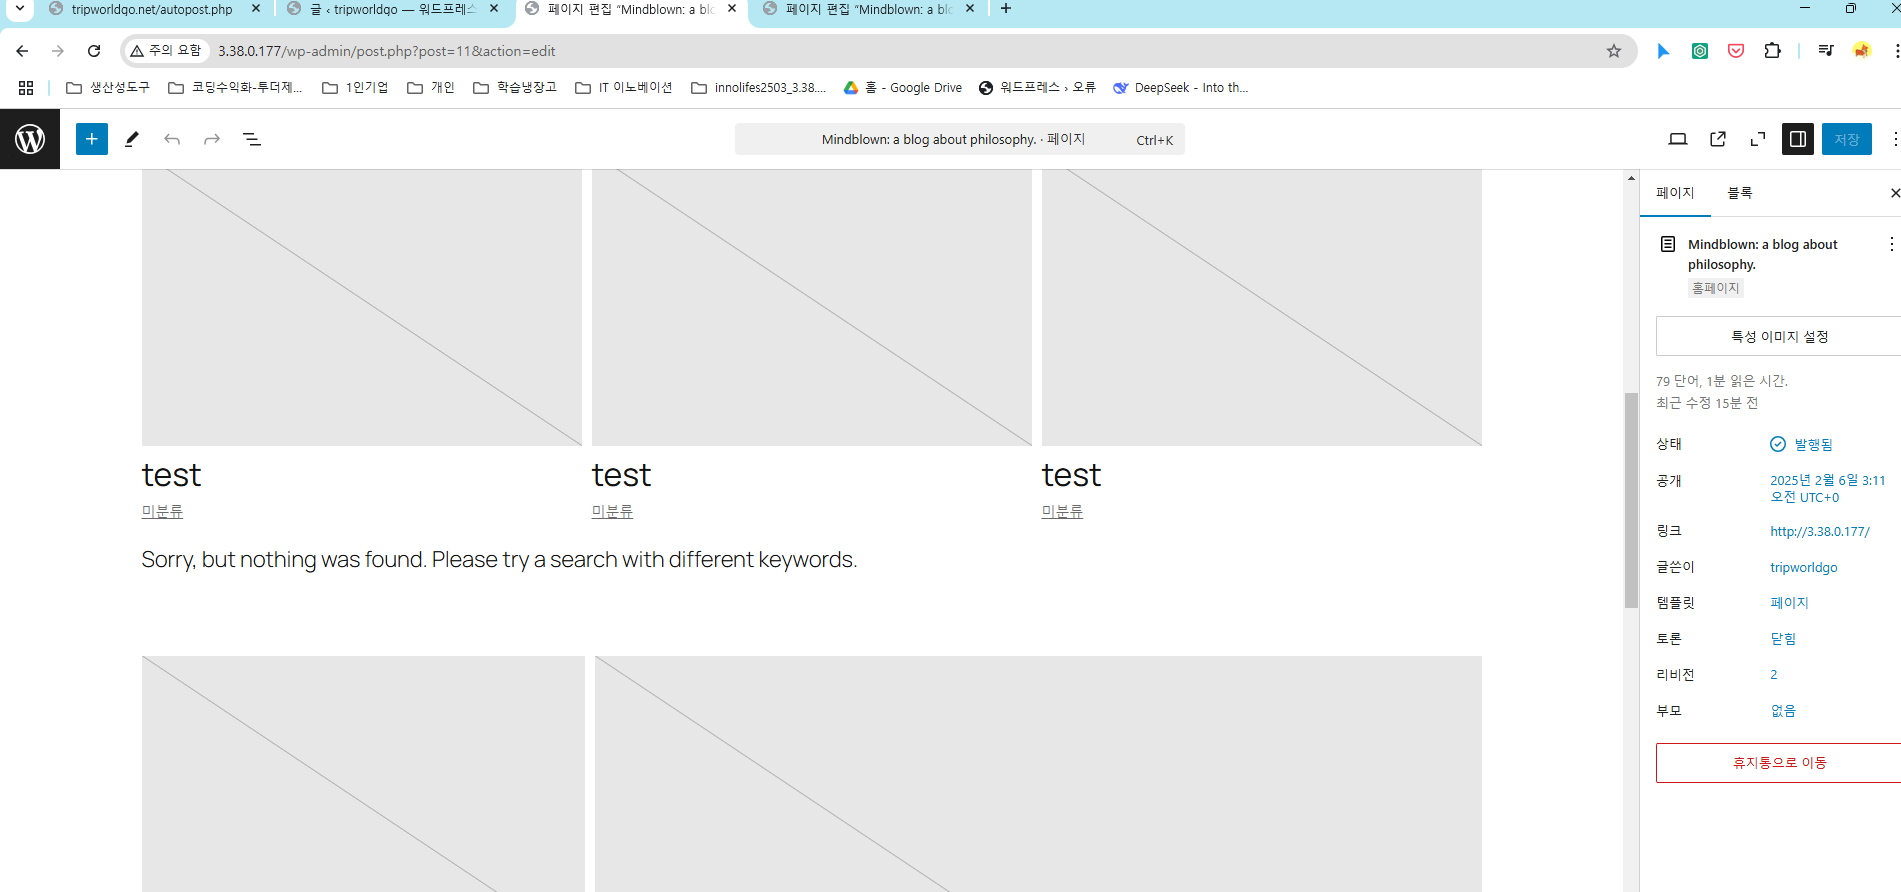 tripworldgo.net/autopost.php
글 ‹ tripworldgo — 워드프레스
페이지 편집 “Mindblown: a blo
페이지 편집 “Mindblown: a bl
주의 요함
3.38.0.177/wp-admin/post.php?post=11&action=edit
생산성도구
코딩수익화-투더제...
1인기업
개인
학습냉장고
IT 이노베이션
innolifes2503_3.38....
홈 - Google Drive
워드프레스 › 오류
DeepSeek - Into th...
Mindblown: a blog about philosophy. · 페이지
Ctrl+K
저장
페이지
블록
Mindblown: a blog about
philosophy.
홈페이지
특성 이미지 설정
79 단어, 1분 읽은 시간.
최근 수정 15분 전
상태
발행됨
공개
2025년 2월 6일 3:11
오전 UTC+0
링크
http://3.38.0.177/
글쓴이
tripworldgo
템플릿
페이지
토론
닫힘
리비전
2
부모
없음
휴지통으로 이동
test
미분류
test
미분류
test
미분류
Sorry, but nothing was found. Please try a search with different keywords.